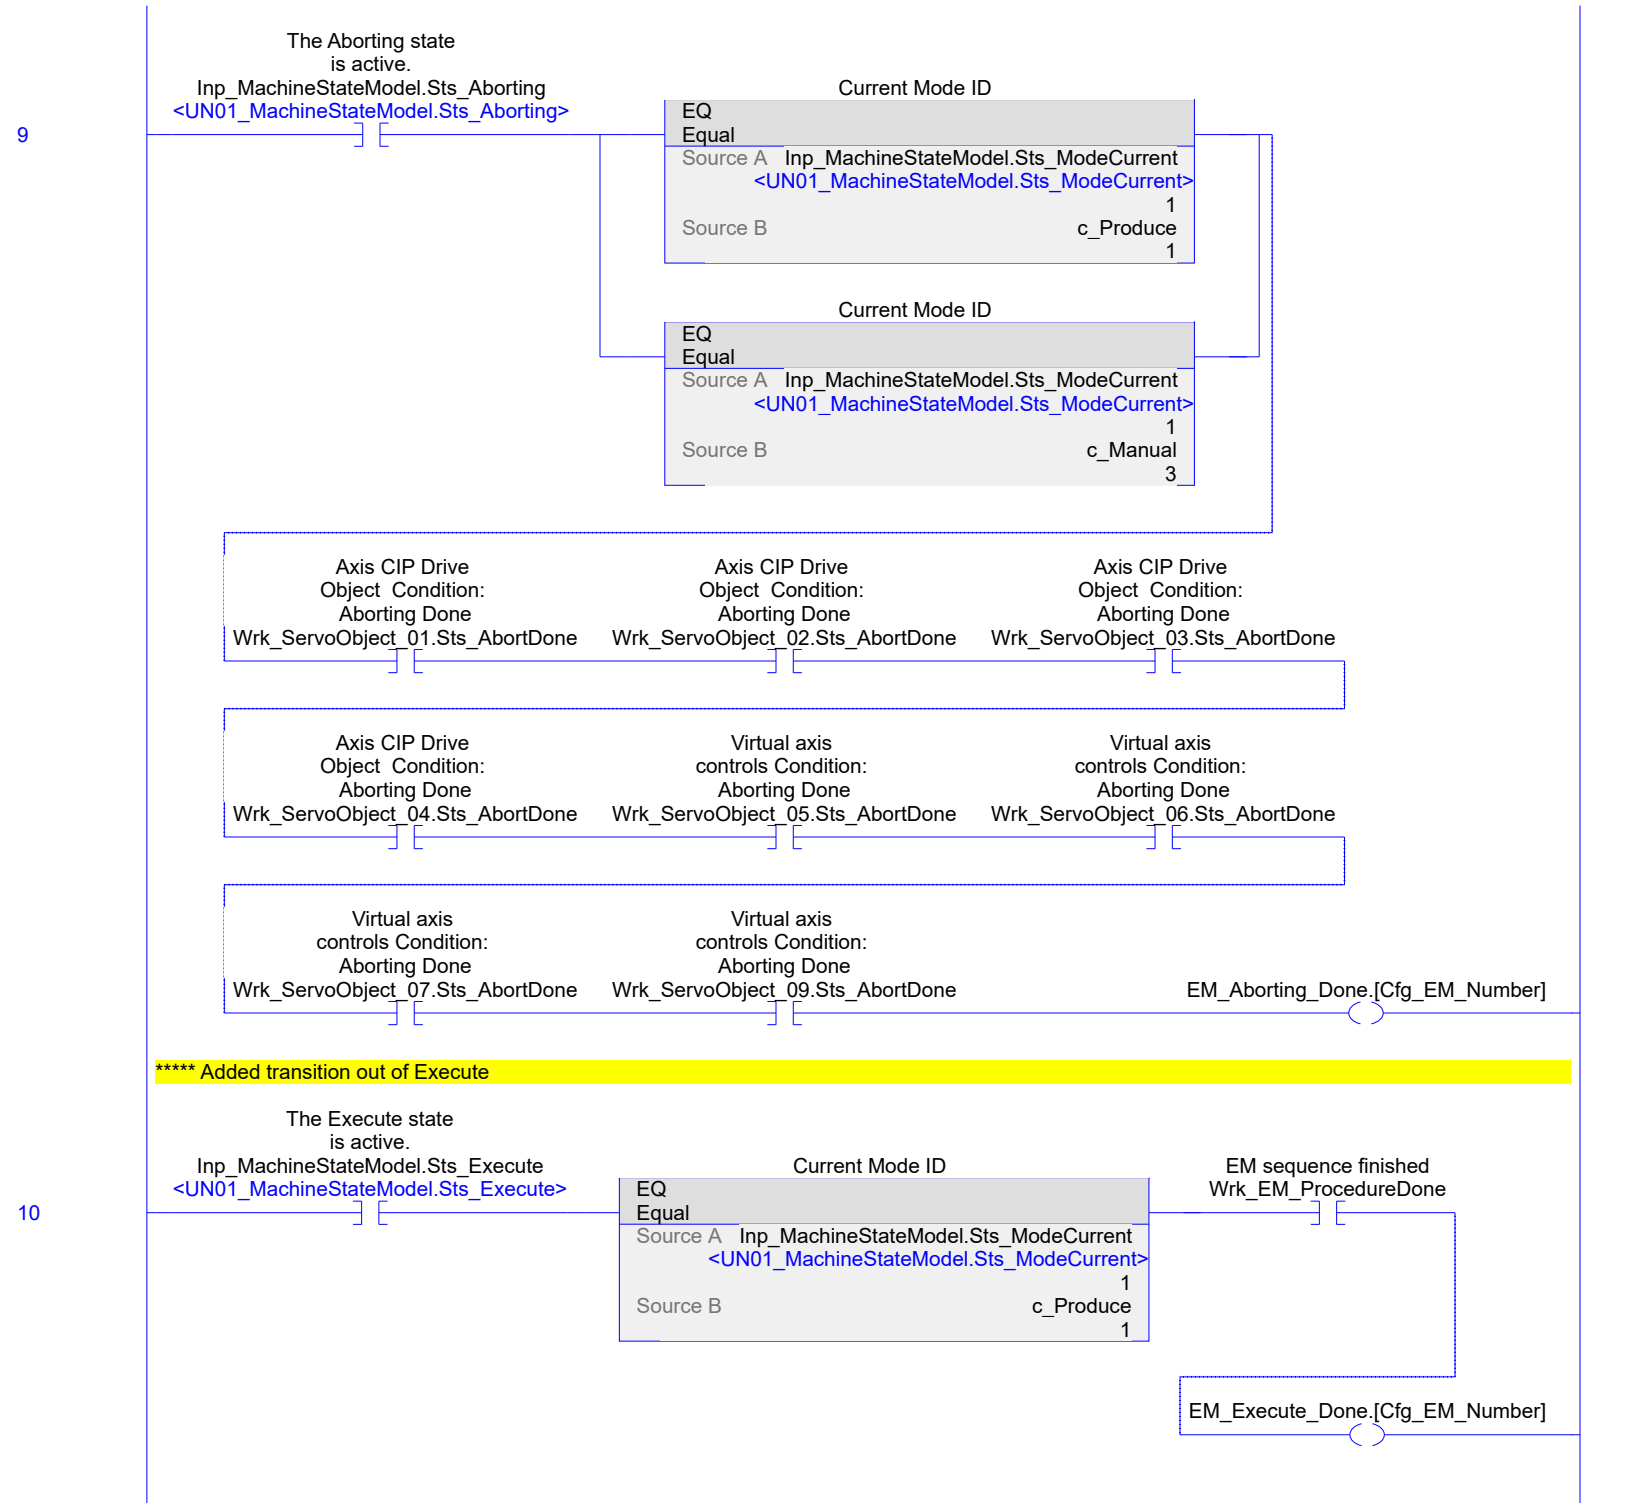 The Aborting state
is active.
Inp_MachineStateModel.Sts_Aborting
<UN01_MachineStateModel.Sts_Aborting>
9
Current Mode ID
EQ
Equal
Source A Inp_MachineStateModel.Sts_ModeCurrent
<UN01_MachineStateModel.Sts_ModeCurrent>
1
Source B c_Produce
1
Current Mode ID
EQ
Equal
Source A Inp_MachineStateModel.Sts_ModeCurrent
<UN01_MachineStateModel.Sts_ModeCurrent>
1
Source B c_Manual
3
Axis CIP Drive
Object  Condition:
Aborting Done
Wrk_ServoObject_01.Sts_AbortDone
Axis CIP Drive
Object  Condition:
Aborting Done
Wrk_ServoObject_02.Sts_AbortDone
Axis CIP Drive
Object  Condition:
Aborting Done
Wrk_ServoObject_03.Sts_AbortDone
Axis CIP Drive
Object  Condition:
Aborting Done
Wrk_ServoObject_04.Sts_AbortDone
Virtual axis
controls Condition:
Aborting Done
Wrk_ServoObject_05.Sts_AbortDone
Virtual axis
controls Condition:
Aborting Done
Wrk_ServoObject_06.Sts_AbortDone
Virtual axis
controls Condition:
Aborting Done
Wrk_ServoObject_07.Sts_AbortDone
Virtual axis
controls Condition:
Aborting Done
Wrk_ServoObject_09.Sts_AbortDone
EM_Aborting_Done.[Cfg_EM_Number]
***** Added transition out of Execute
The Execute state
is active.
Inp_MachineStateModel.Sts_Execute
<UN01_MachineStateModel.Sts_Execute>
10
Current Mode ID
EQ
Equal
Source A Inp_MachineStateModel.Sts_ModeCurrent
<UN01_MachineStateModel.Sts_ModeCurrent>
1
Source B c_Produce
1
EM sequence finished
Wrk_EM_ProcedureDone
EM_Execute_Done.[Cfg_EM_Number]